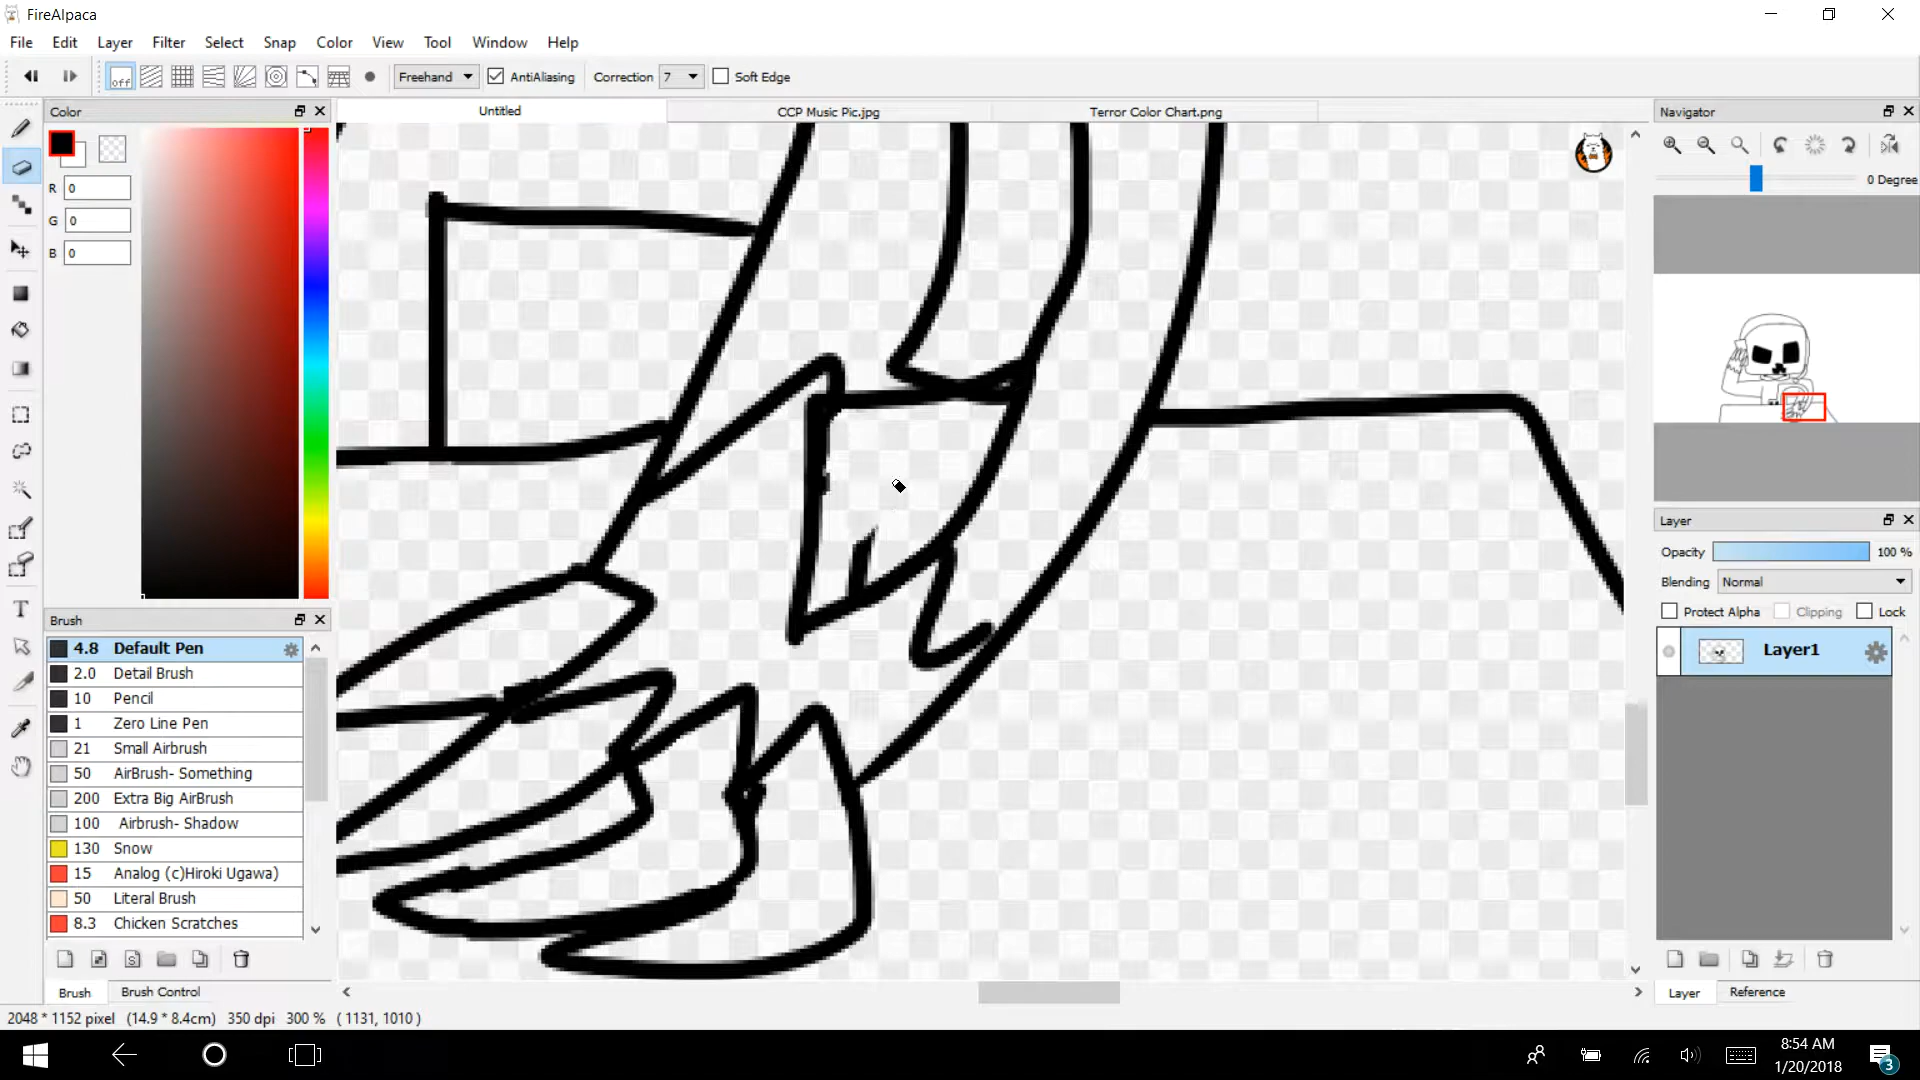 FireAlpaca
File Edit Layer Filter Select Snap Color View Tool Window Help
off Freehand AntiAliasing Correction 7 Soft Edge
Color
Untitled CCP Music Pic.jpg Terror Color Chart.png
Navigator
R 0
G 0
B 0
0 Degree
Layer
Opacity 100 %
Blending Normal
Protect Alpha Clipping Lock
Layer1
T
Brush
4.8 Default Pen
2.0 Detail Brush
10 Pencil
1 Zero Line Pen
21 Small Airbrush
50 AirBrush- Something
200 Extra Big AirBrush
100 Airbrush- Shadow
130 Snow
15 Analog (c)Hiroki Ugawa)
50 Literal Brush
8.3 Chicken Scratches
S
Brush Brush Control
Layer Reference
2048 * 1152 pixel (14.9 * 8.4cm) 350 dpi 300 % ( 1131, 1010 )
8:54 AM
1/20/2018
3